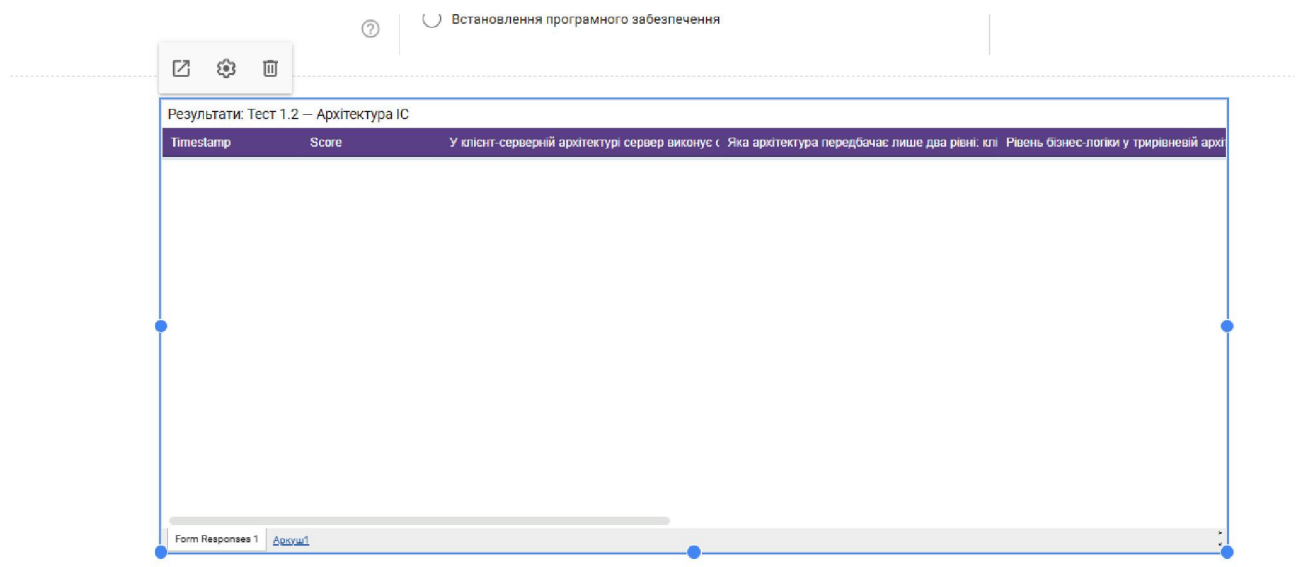 Встановлення програмного забезпечення
Результати: Тест 1.2 — Архітектура ІС
Timestamp Score У клієнт-серверній архітектурі сервер виконує Яка архітектура передбачає лише два рівні: клі Рівень бізнес-логіки у трирівневій архіт
Form Responses 1 Аркуш1